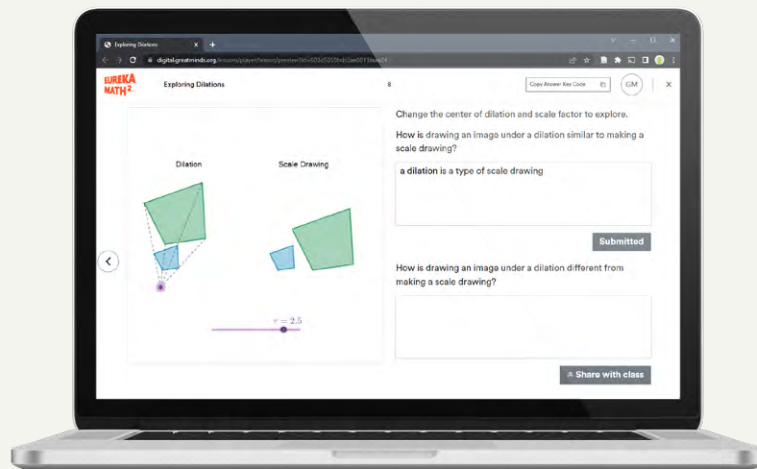 Exploring Dilations
EUREKA
MATH²
Exploring Dilations
8
Copy Answer Key Code
GM
Change the center of dilation and scale factor to explore.
How is drawing an image under a dilation similar to making a
scale drawing?
Dilation
Scale Drawing
a dilation is a type of scale drawing
Submitted
How is drawing an image under a dilation different from
making a scale drawing?
r = 2.5
Share with class